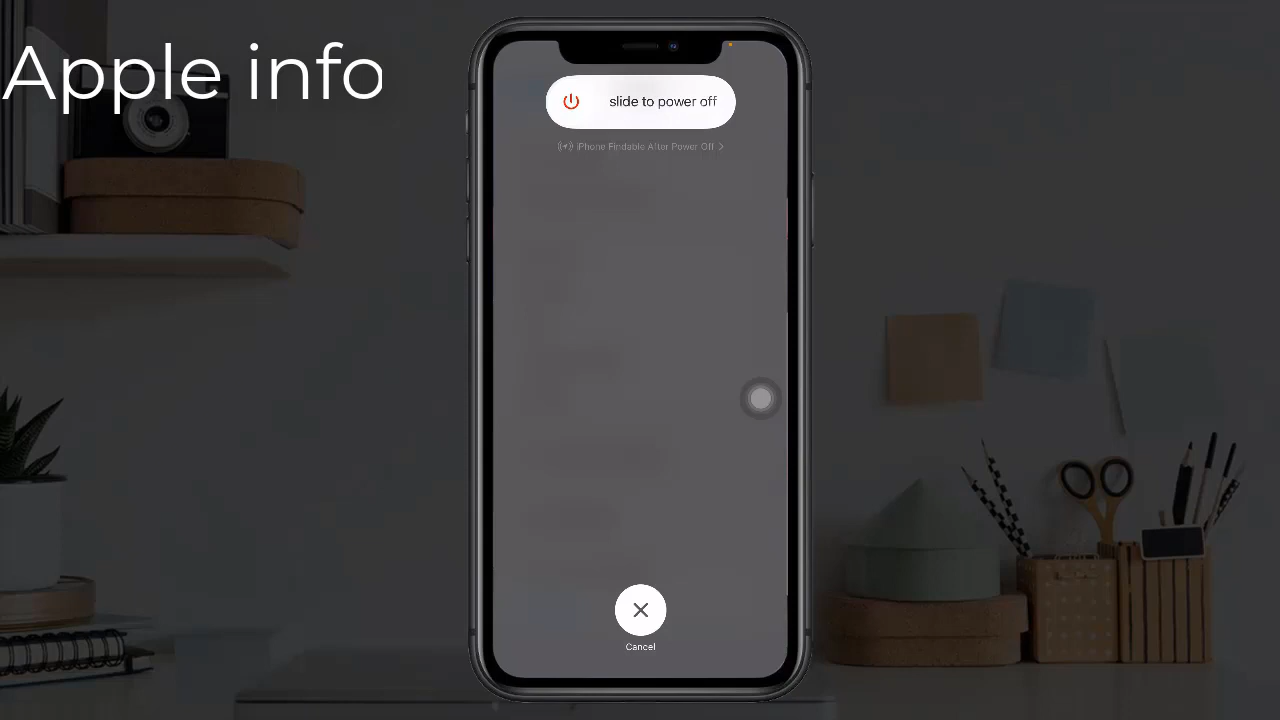 Apple info
slide to power off
iPhone Findable After Power Off
Cancel